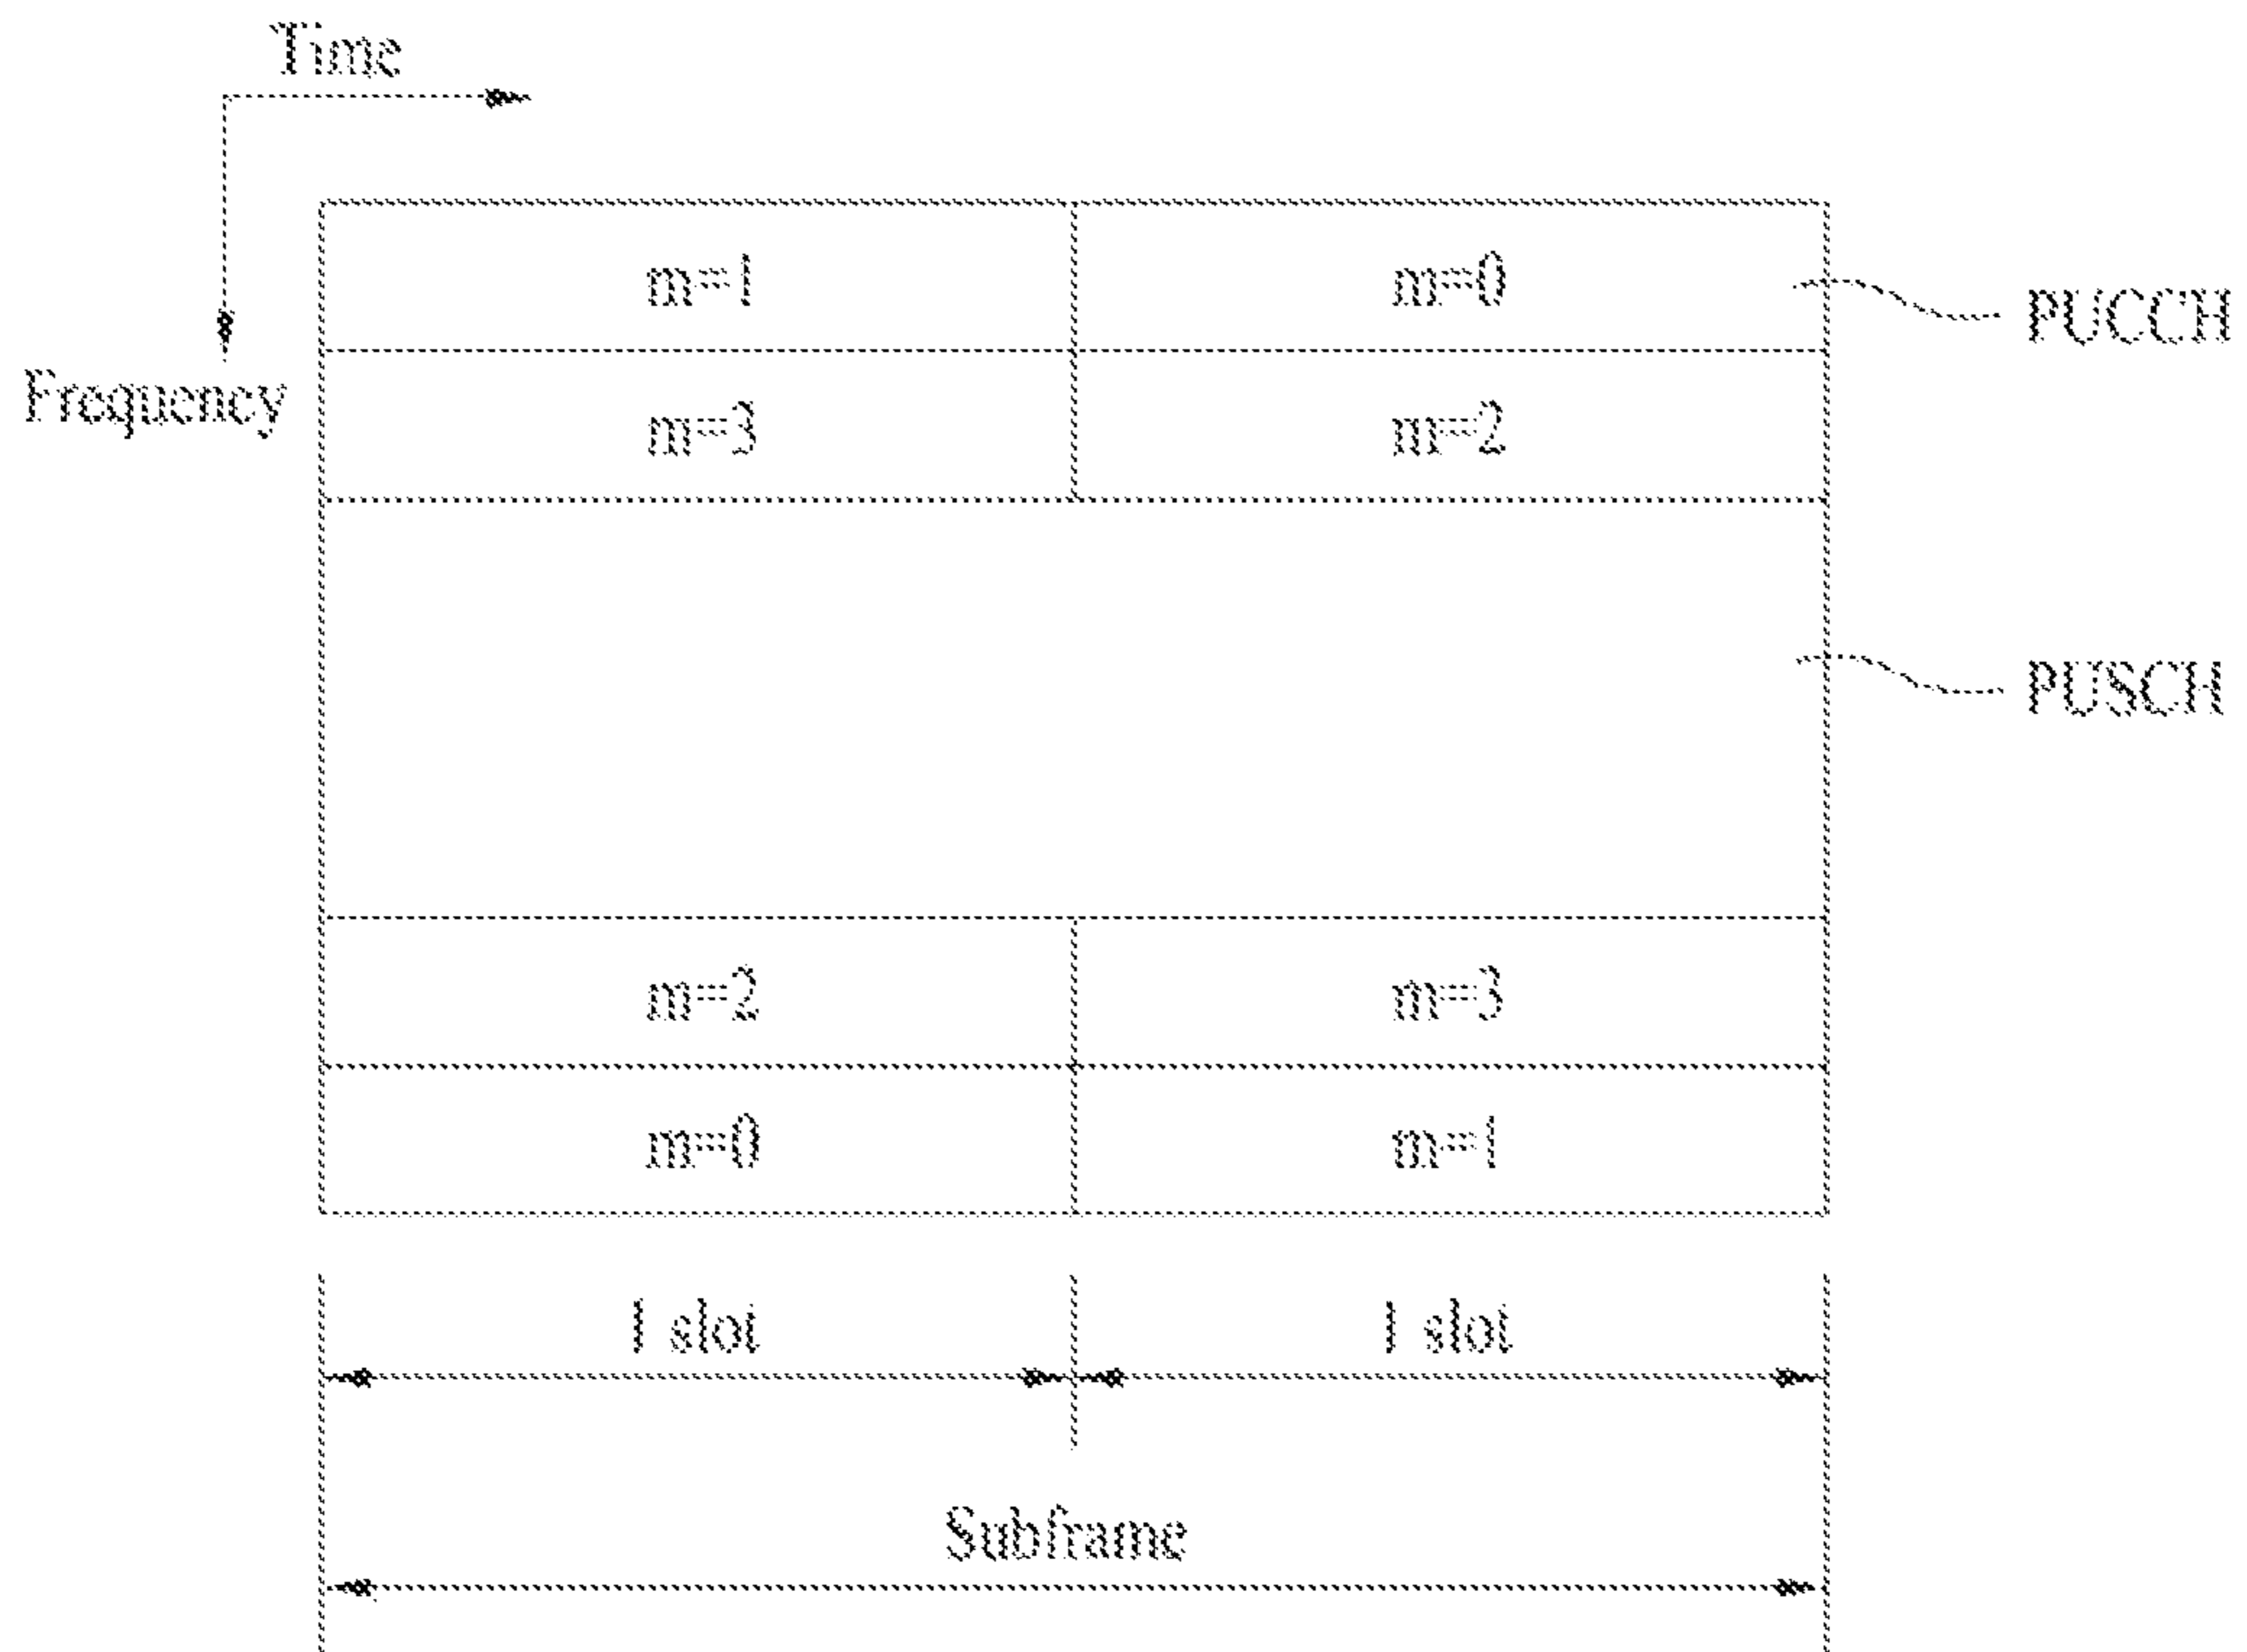 Time
Frequency
m=1 m=0
PUCCH
m=3 m=2
PUSCH
m=2 m=3
m=0 m=1
1 slot 1 slot
Subframe